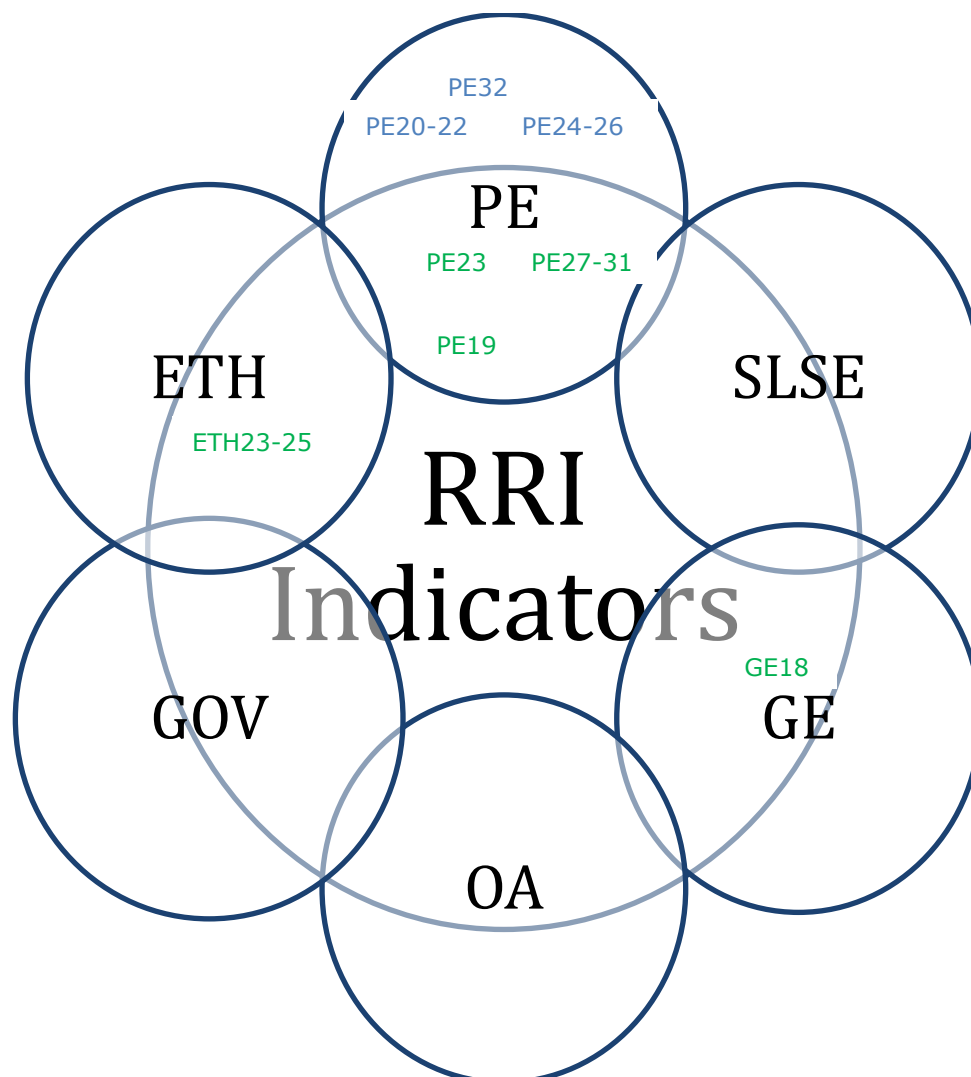 PE32
PE20-22 PE24-26
PE
PE23 PE27-31
PE19
ETH SLSE
ETH23-25
RRI
Indicators
GE18
GOV GE
OA